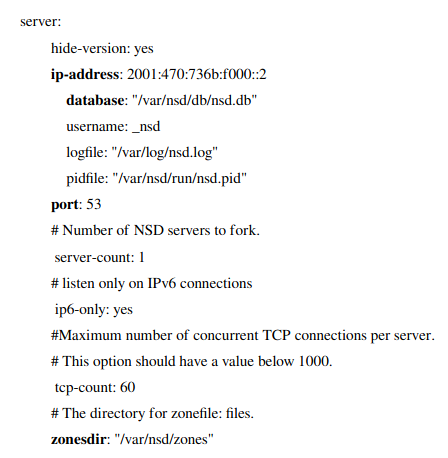 server:
hide-version: yes
ip-address: 2001:470:736b:f000::2
database: "/var/nsd/db/nsd.db"
username: _nsd
logfile: "/var/log/nsd.log"
pidfile: "/var/nsd/run/nsd.pid"
port: 53
# Number of NSD servers to fork.
server-count: 1
# listen only on IPv6 connections
ip6-only: yes
#Maximum number of concurrent TCP connections per server.
# This option should have a value below 1000.
tcp-count: 60
# The directory for zonefile: files.
zonesdir: "/var/nsd/zones"